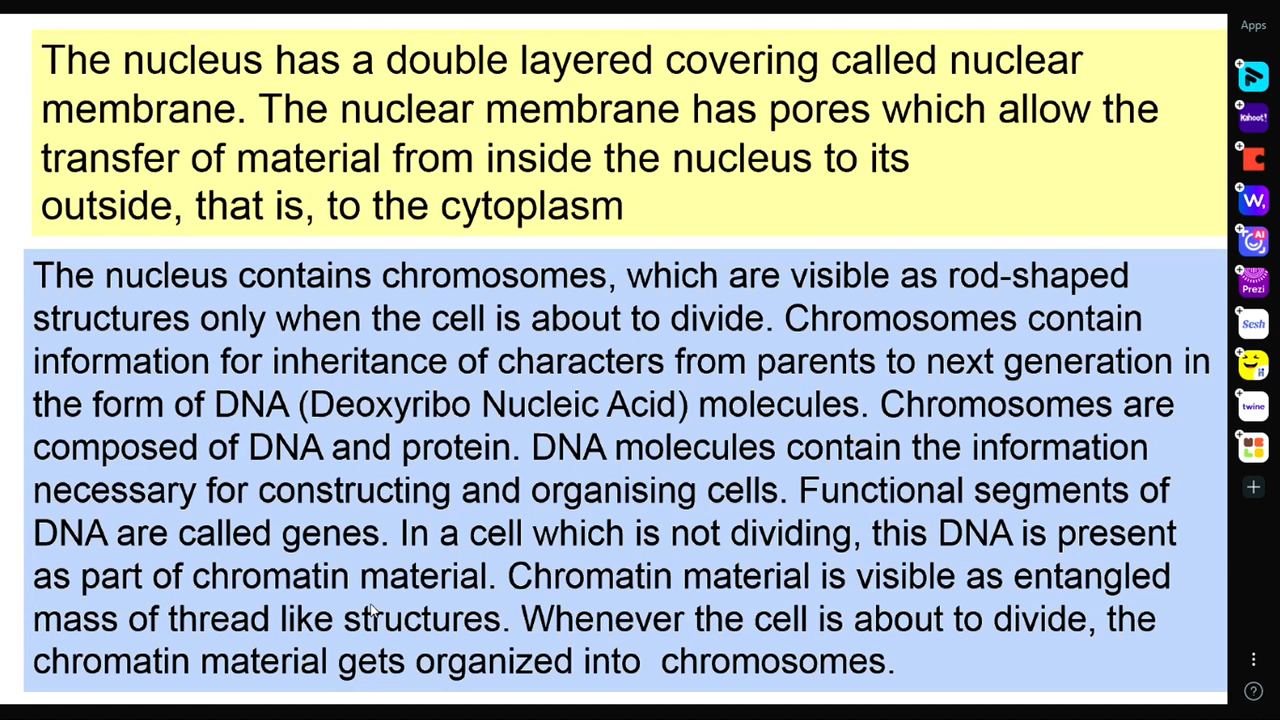 The nucleus has a double layered covering called nuclear
membrane. The nuclear membrane has pores which allow the
transfer of material from inside the nucleus to its
outside, that is, to the cytoplasm
The nucleus contains chromosomes, which are visible as rod-shaped
structures only when the cell is about to divide. Chromosomes contain
information for inheritance of characters from parents to next generation in
the form of DNA (Deoxyribo Nucleic Acid) molecules. Chromosomes are
composed of DNA and protein. DNA molecules contain the information
necessary for constructing and organising cells. Functional segments of
DNA are called genes. In a cell which is not dividing, this DNA is present
as part of chromatin material. Chromatin material is visible as entangled
mass of thread like structures. Whenever the cell is about to divide, the
chromatin material gets organized into  chromosomes.
Apps
Kahoot!
W,
AI
Prezi
Sesh
twine